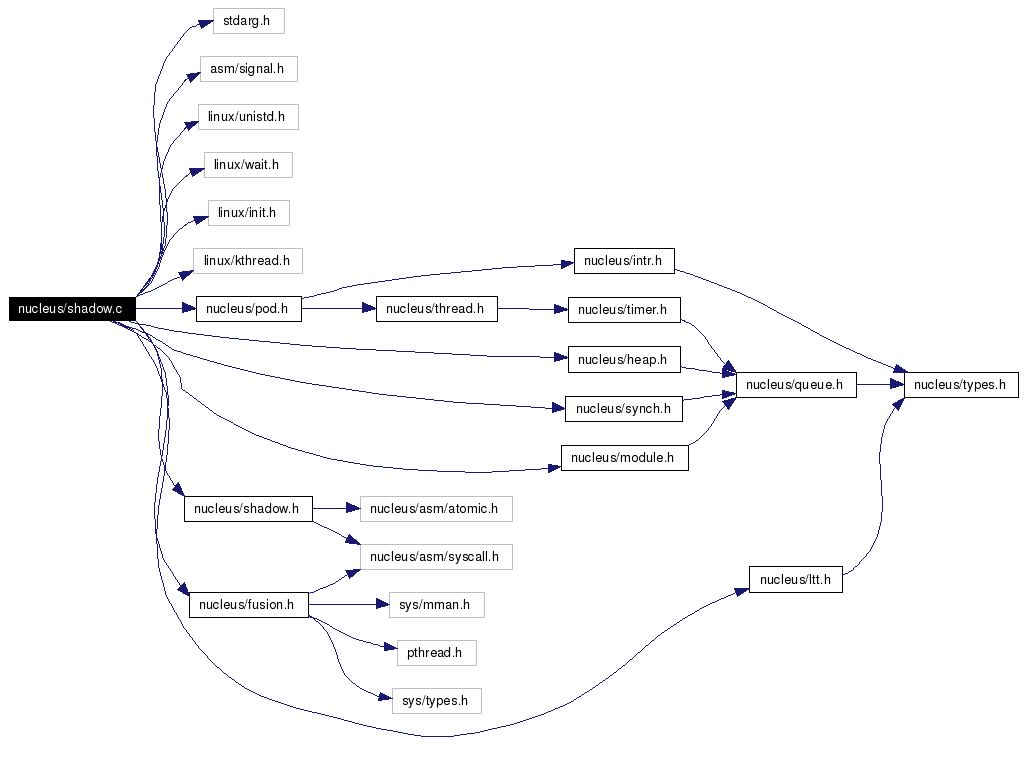 stdarg.h
asm/signal.h
linux/unistd.h
linux/wait.h
linux/init.h
linux/kthread.h
nucleus/intr.h
nucleus/shadow.c
nucleus/pod.h
nucleus/thread.h
nucleus/timer.h
nucleus/heap.h
nucleus/queue.h
nucleus/types.h
nucleus/synch.h
nucleus/module.h
nucleus/shadow.h
nucleus/asm/atomic.h
nucleus/asm/syscall.h
nucleus/ltt.h
nucleus/fusion.h
sys/mman.h
pthread.h
sys/types.h